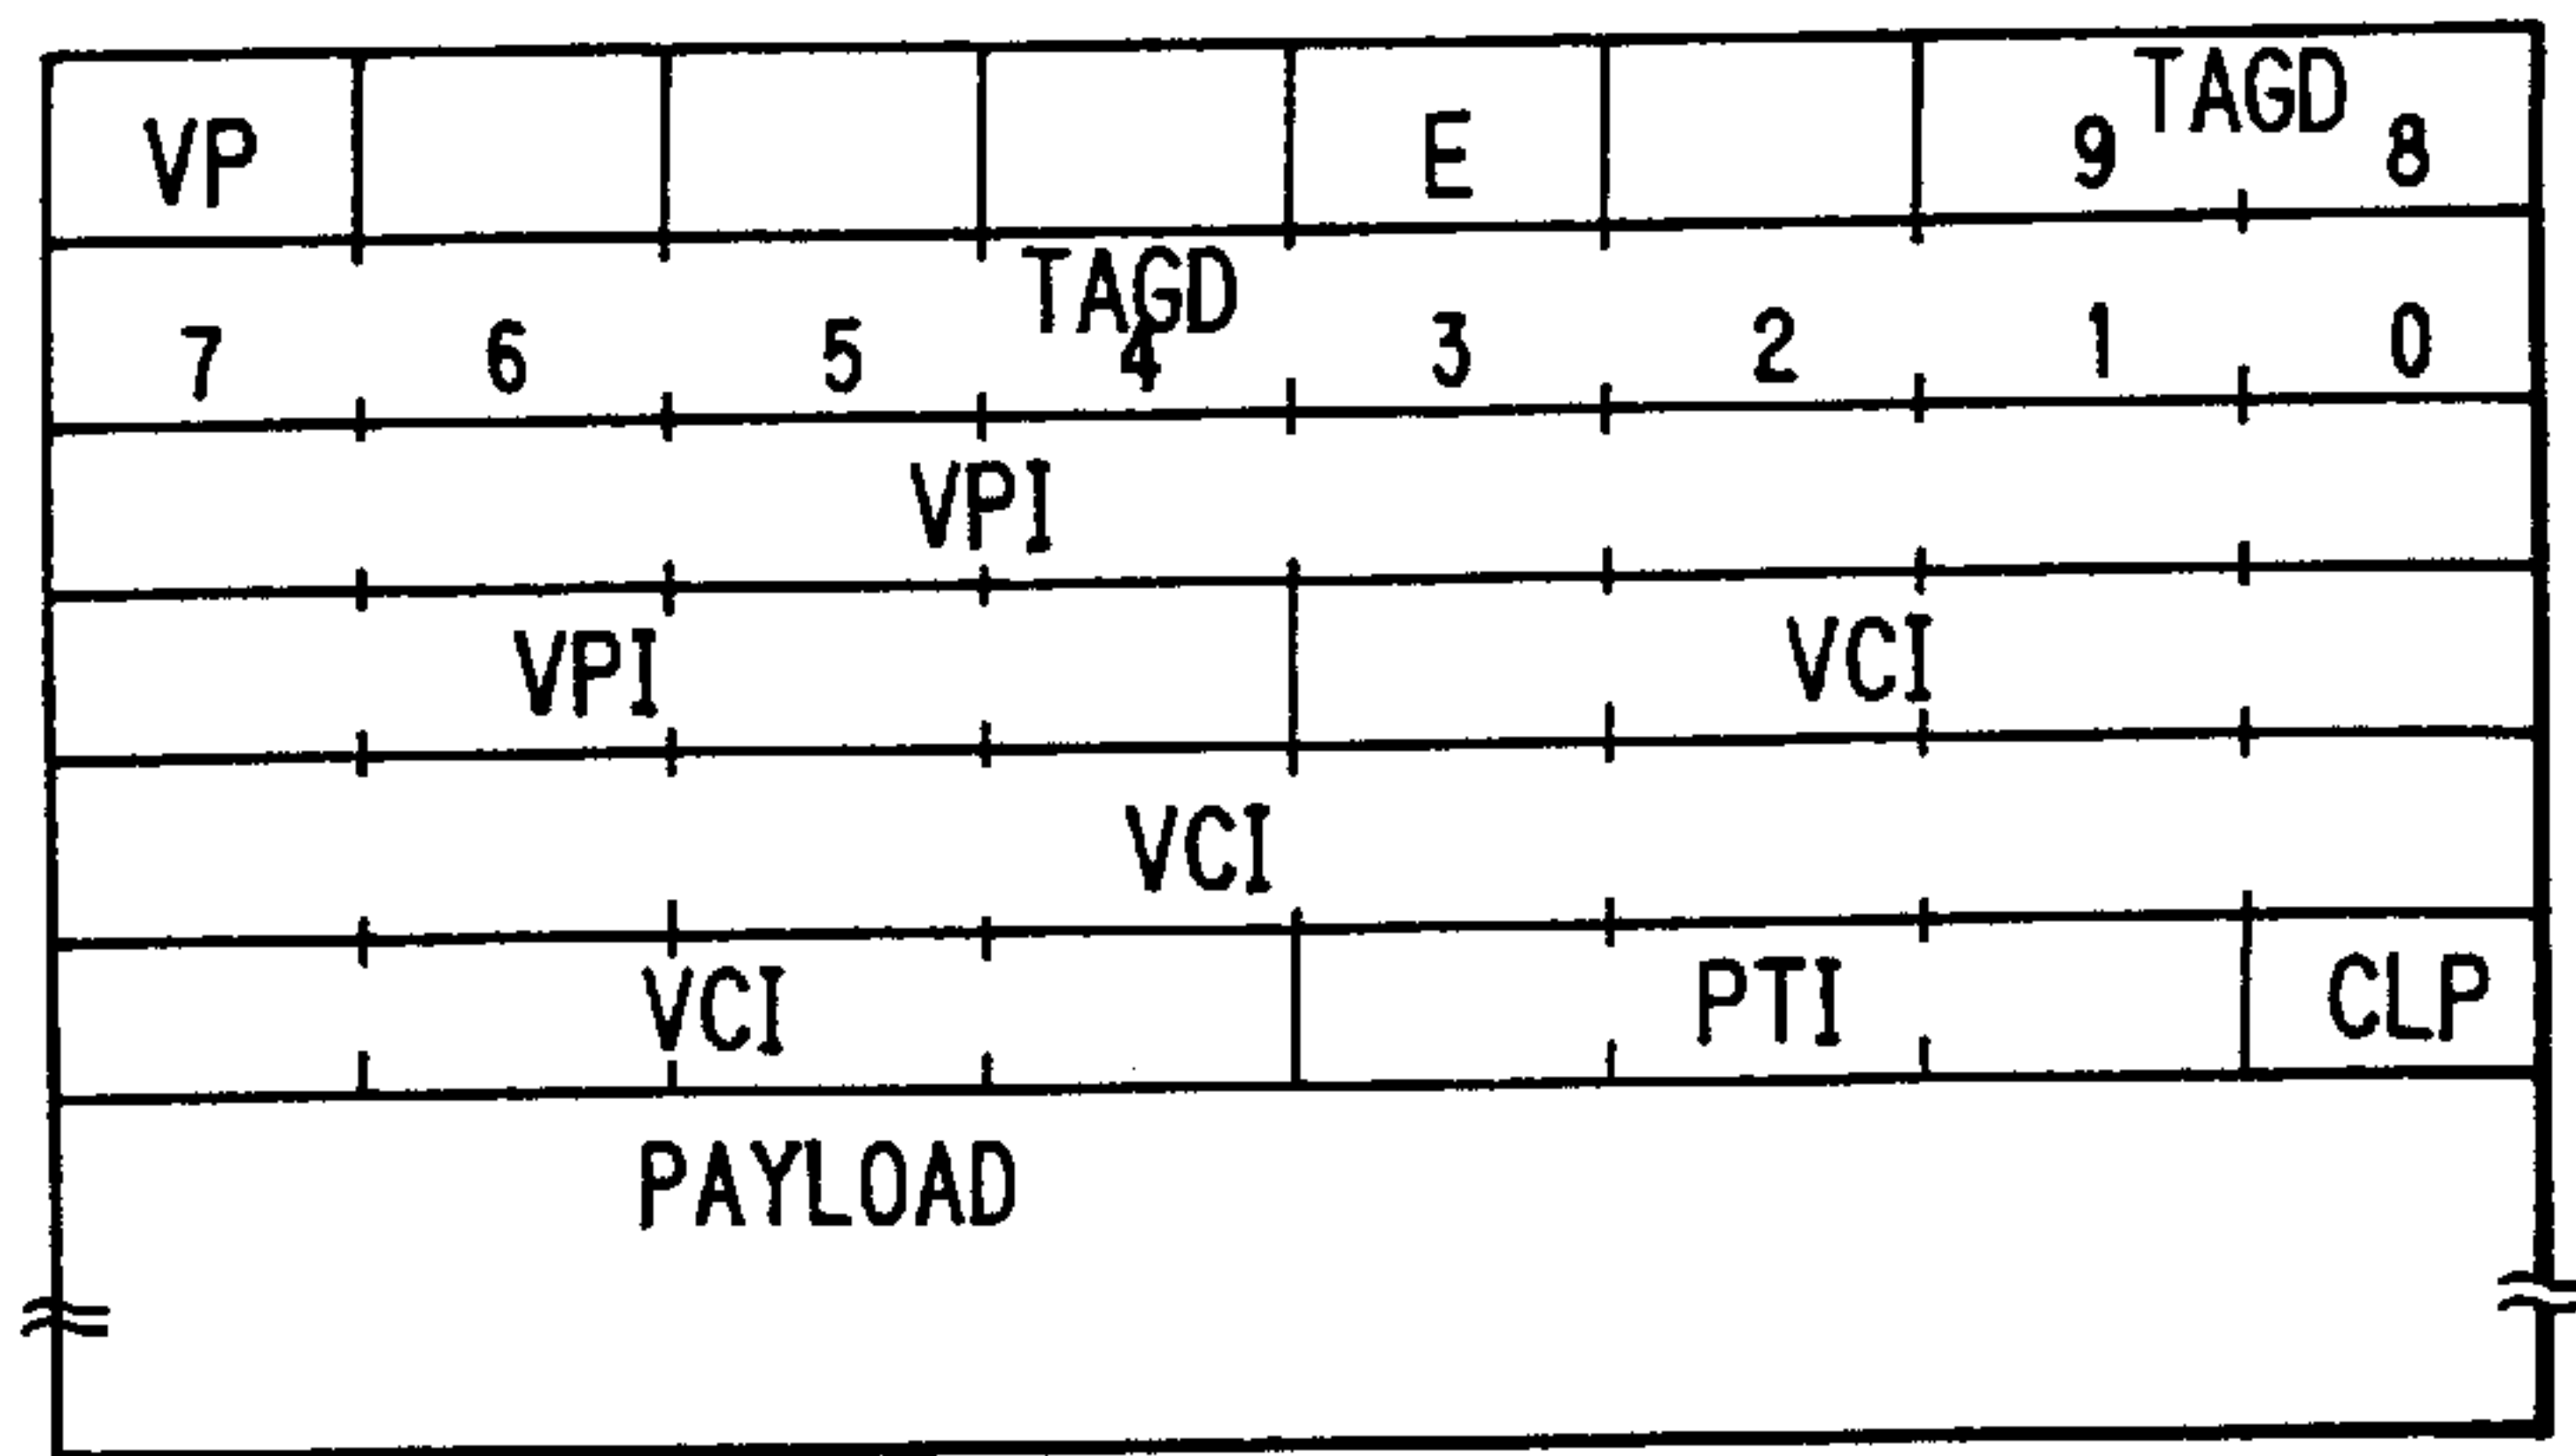 VP E TAGD
9 8
TAGD
7 6 5 4 3 2 1 0
VPI
VPI VCI
VCI
VCI PTI CLP
PAYLOAD